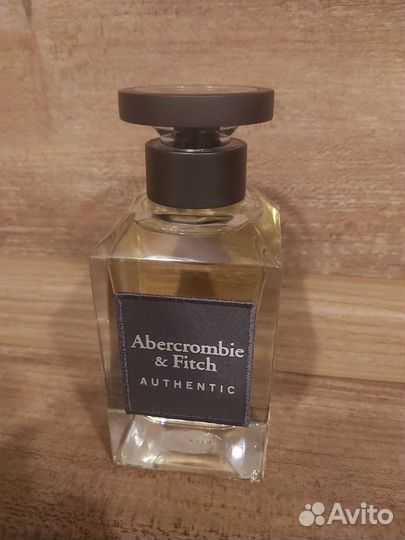 Abercrombie
& Fitch
AUTHENTIC
Avito